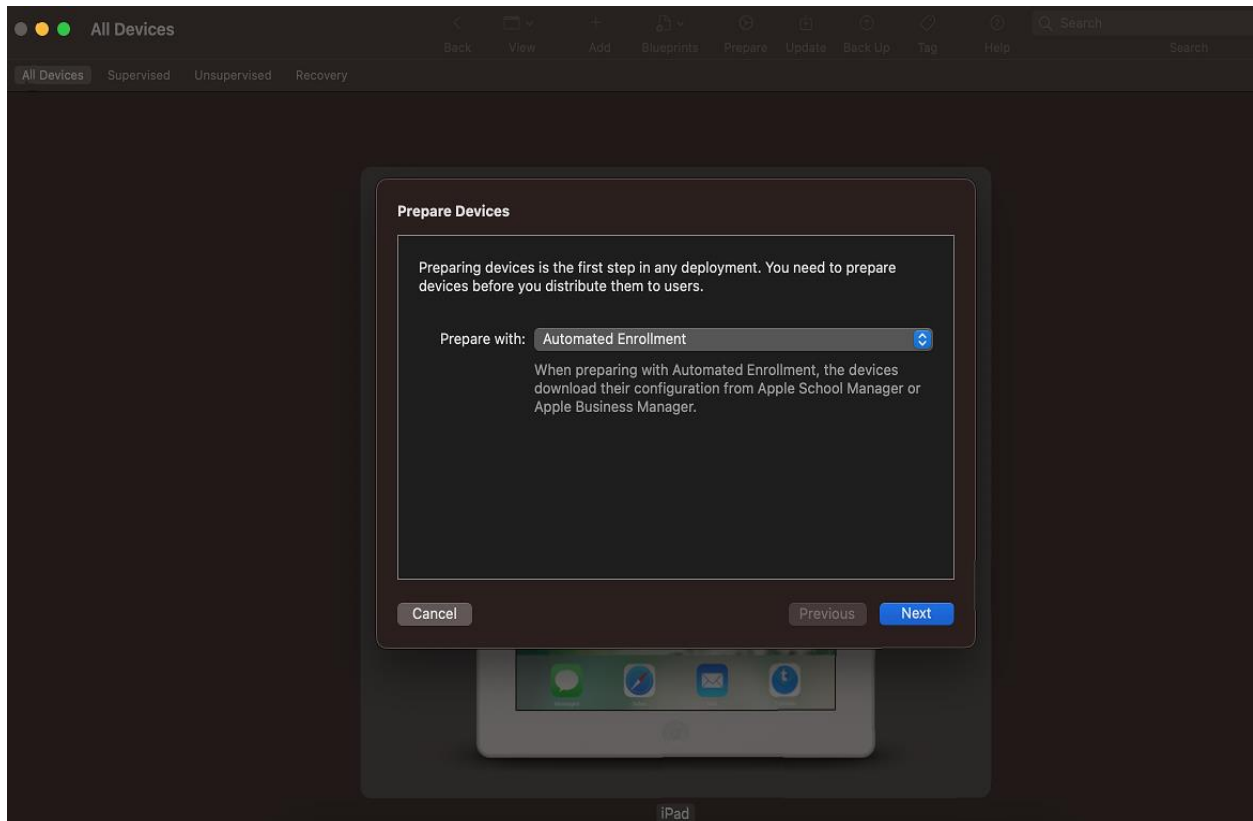 All Devices
Back View Add Blueprints Prepare Update Back Up Tag Help Search
Search
All Devices Supervised Unsupervised Recovery
Prepare Devices
Preparing devices is the first step in any deployment. You need to prepare
devices before you distribute them to users.
Prepare with: Automated Enrollment
When preparing with Automated Enrollment, the devices
download their configuration from Apple School Manager or
Apple Business Manager.
Cancel Previous Next
iPad